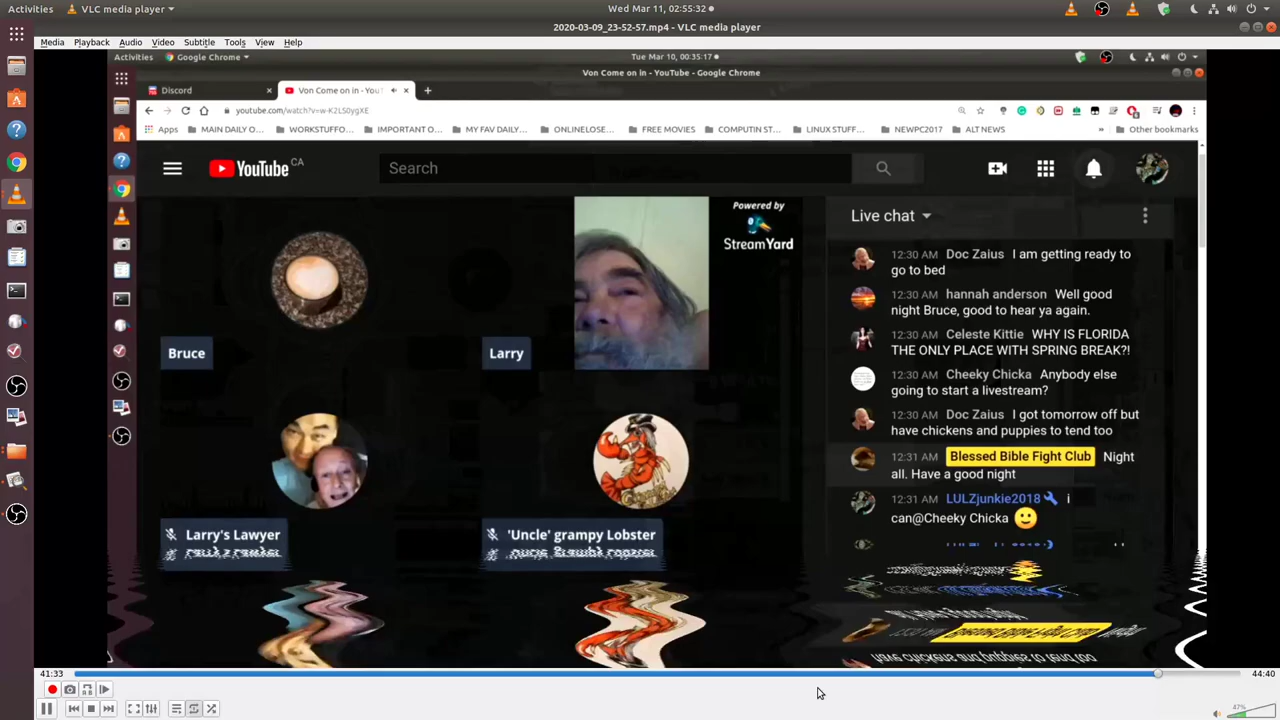 Activities
VLC media player
Wed Mar 11, 02:55:32
2020-03-09_23-52-57.mp4 - VLC media player
Media Playback Audio Video Subtitle Tools View Help
Activities
Google Chrome
Tue Mar 10, 00:35:17
Von Come on in - YouTube - Google Chrome
Discord
Von Come on in - YouT
youtube.com/watch?v=w-K2LS0ygXE
Apps
MAIN DAILY O...
WORKSTUFFO...
IMPORTANT O...
MY FAV DAILY...
ONLINELOSE...
FREE MOVIES
COMPUTIN ST...
LINUX STUFF...
NEWPC2017
ALT NEWS
Other bookmarks
YouTube CA
Search
Powered by
StreamYard
Bruce
Larry
Larry's Lawyer
'Uncle' grampy Lobster
Live chat
12:30 AM Doc Zaius I am getting ready to
go to bed
12:30 AM hannah anderson Well good
night Bruce, good to hear ya again.
12:30 AM Celeste Kittie WHY IS FLORIDA
THE ONLY PLACE WITH SPRING BREAK?!
12:30 AM Cheeky Chicka Anybody else
going to start a livestream?
12:30 AM Doc Zaius I got tomorrow off but
have chickens and puppies to tend too
12:31 AM Blessed Bible Fight Club Night
all. Have a good night
12:31 AM LULZjunkie2018 i
can@Cheeky Chicka
41:33
44:40
47%